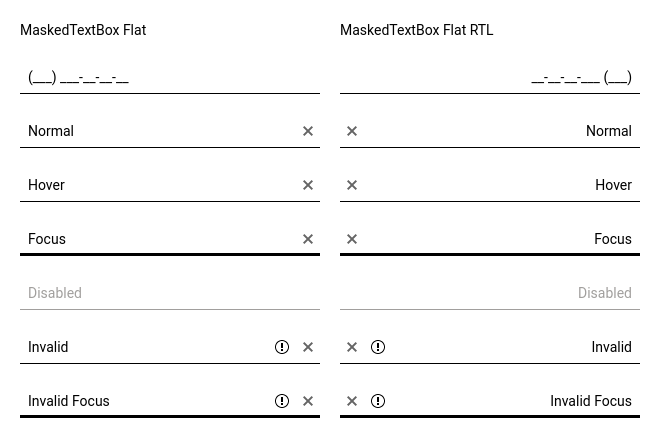 MaskedTextBox Flat
(___) ___-__-__-__
Normal
Hover
Focus
Disabled
Invalid
Invalid Focus
MaskedTextBox Flat RTL
__-__-__-___ (___)
Normal
Hover
Focus
Disabled
Invalid
Invalid Focus